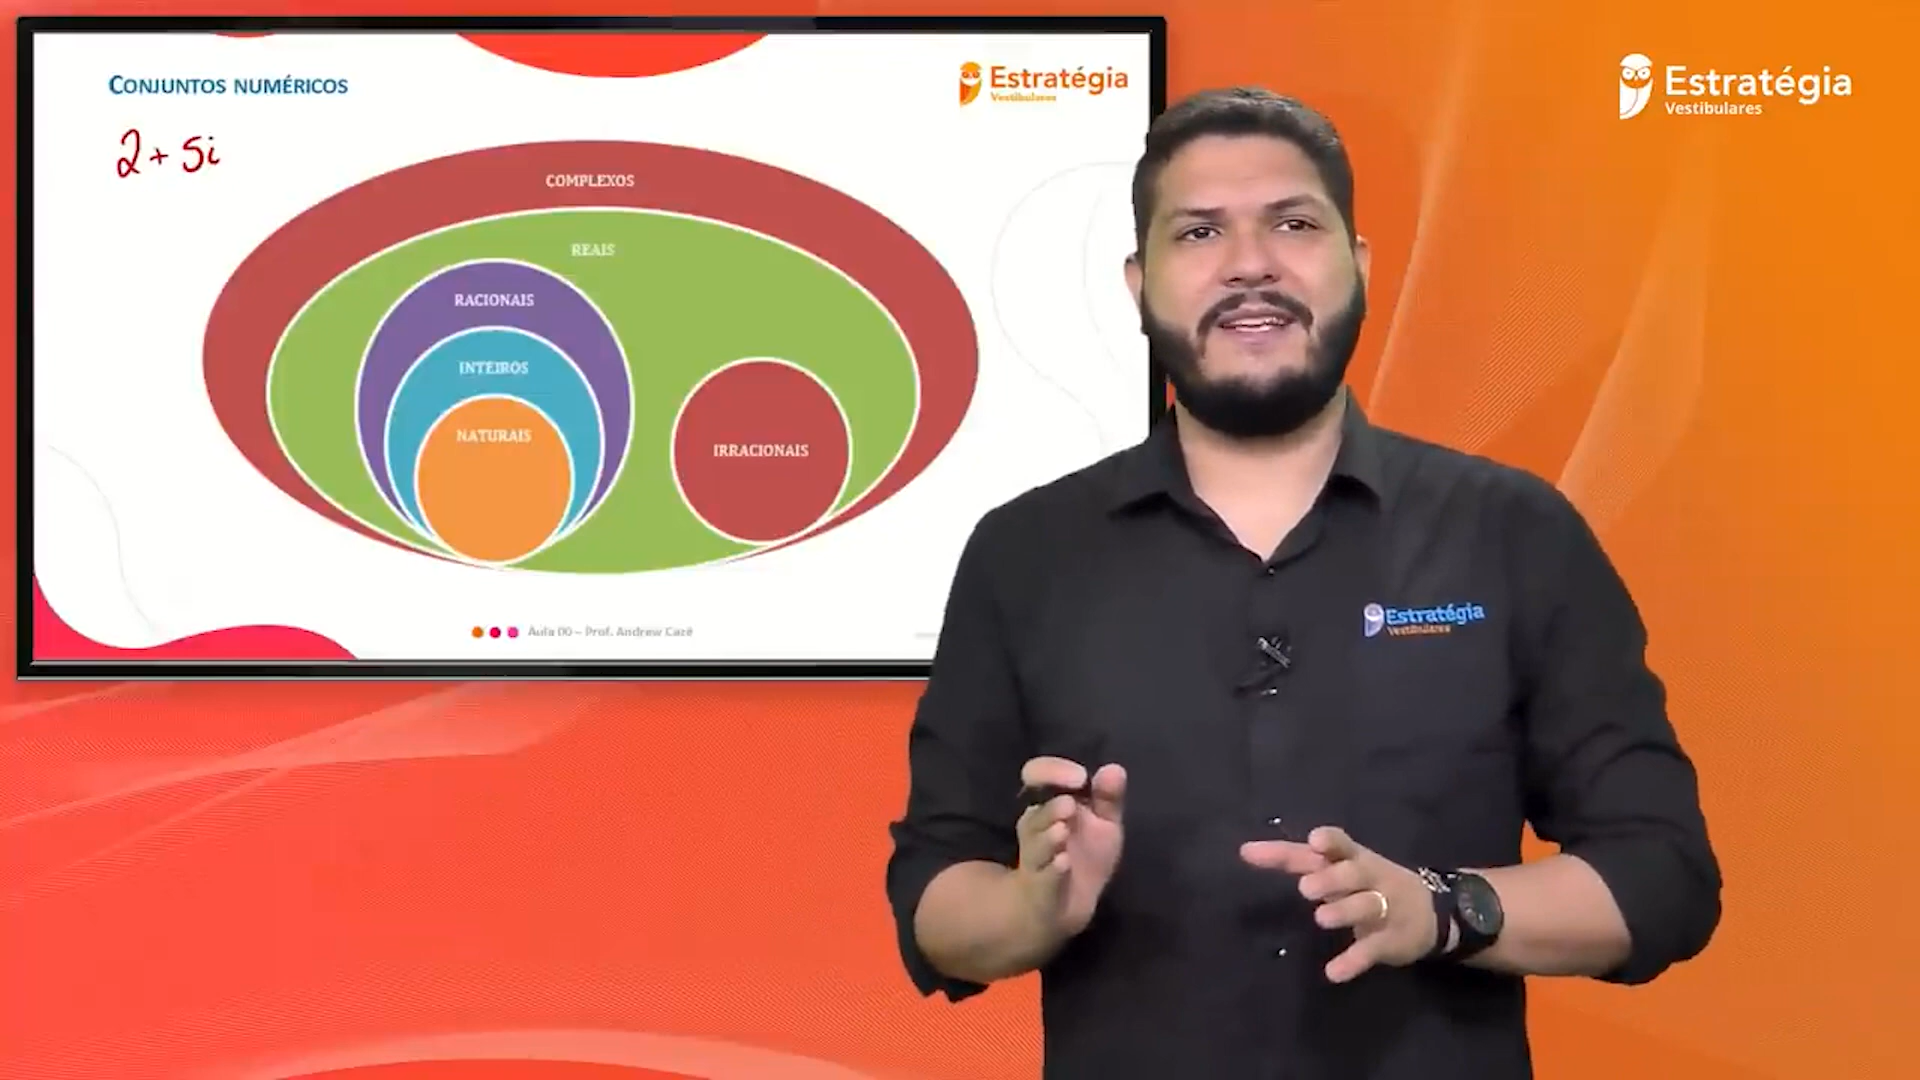 CONJUNTOS NUMÉRICOS
Estratégia
Vestibulares
2 + 5i
COMPLEXOS
REAIS
RACIONAIS
INTEIROS
NATURAIS
IRRACIONAIS
Aula 00 – Prof. Andrew Cazé
Estratégia
Vestibulares
Estratégia
Vestibulares